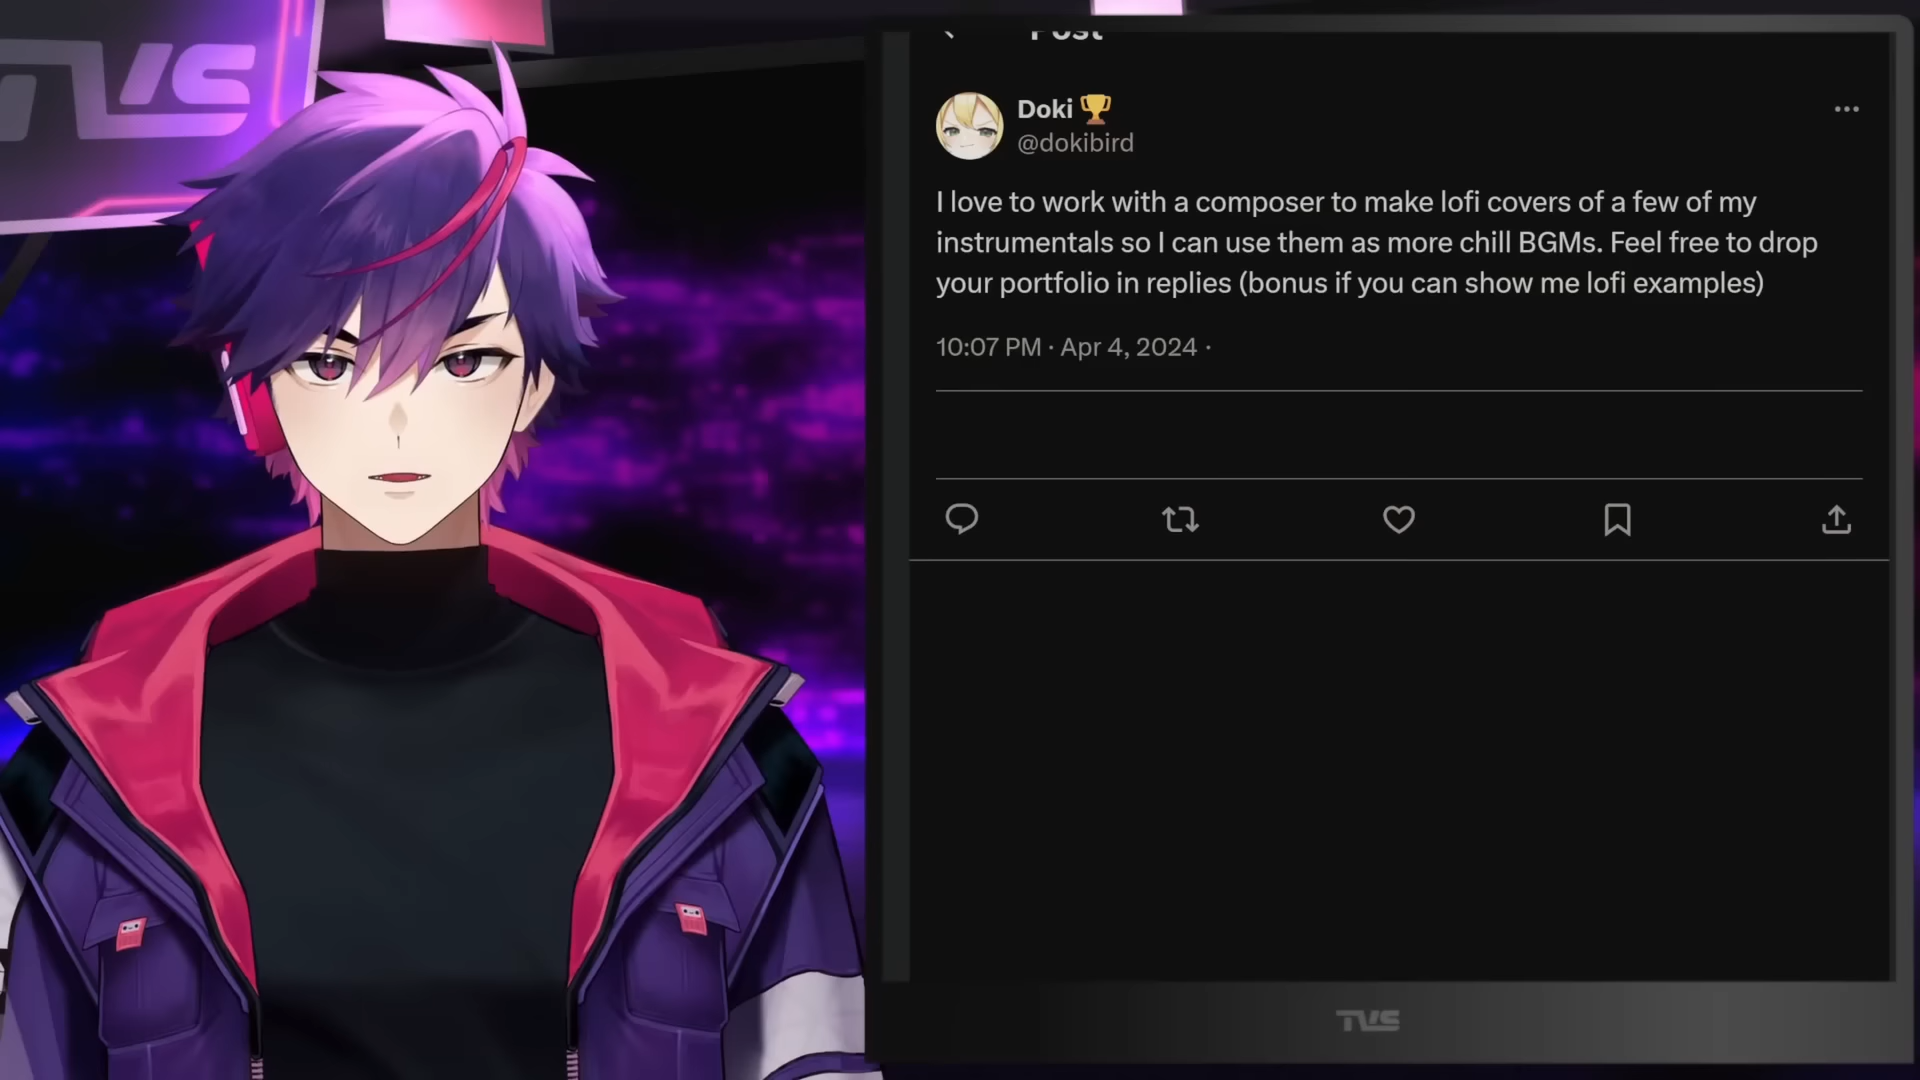 TVS
Post
Doki 🏆
@dokibird
I love to work with a composer to make lofi covers of a few of my
instrumentals so I can use them as more chill BGMs. Feel free to drop
your portfolio in replies (bonus if you can show me lofi examples)
10:07 PM · Apr 4, 2024 ·
TVS